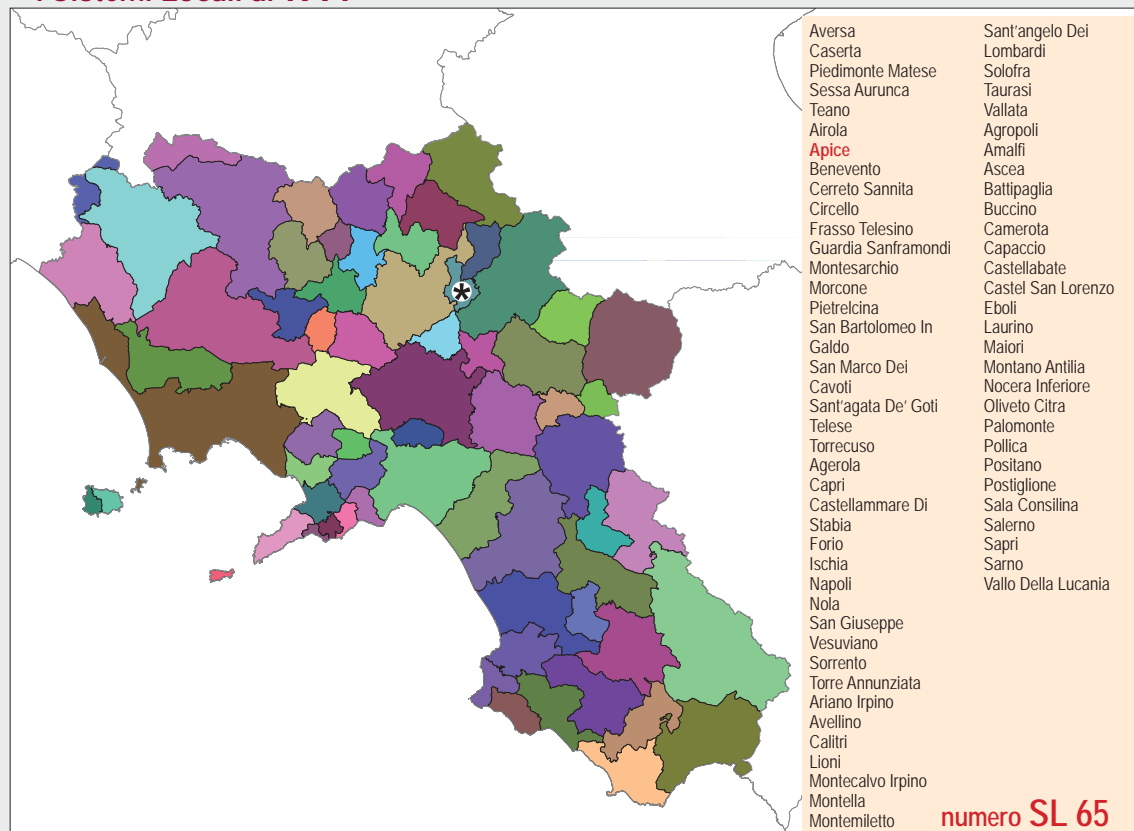 Aversa
Caserta
Piedimonte Matese
Sessa Aurunca
Teano
Airola
Apice
Benevento
Cerreto Sannita
Circello
Frasso Telesino
Guardia Sanframondi
Montesarchio
Morcone
Pietrelcina
San Bartolomeo In
Galdo
San Marco Dei
Cavoti
Sant'agata De' Goti
Telese
Torrecuso
Agerola
Capri
Castellammare Di
Stabia
Forio
Ischia
Napoli
Nola
San Giuseppe
Vesuviano
Sorrento
Torre Annunziata
Ariano Irpino
Avellino
Calitri
Lioni
Montecalvo Irpino
Montella
Montemiletto
Sant'angelo Dei
Lombardi
Solofra
Taurasi
Vallata
Agropoli
Amalfi
Ascea
Battipaglia
Buccino
Camerota
Capaccio
Castellabate
Castel San Lorenzo
Eboli
Laurino
Maiori
Montano Antilia
Nocera Inferiore
Oliveto Citra
Palomonte
Pollica
Positano
Postiglione
Sala Consilina
Salerno
Sapri
Sarno
Vallo Della Lucania
numero SL 65